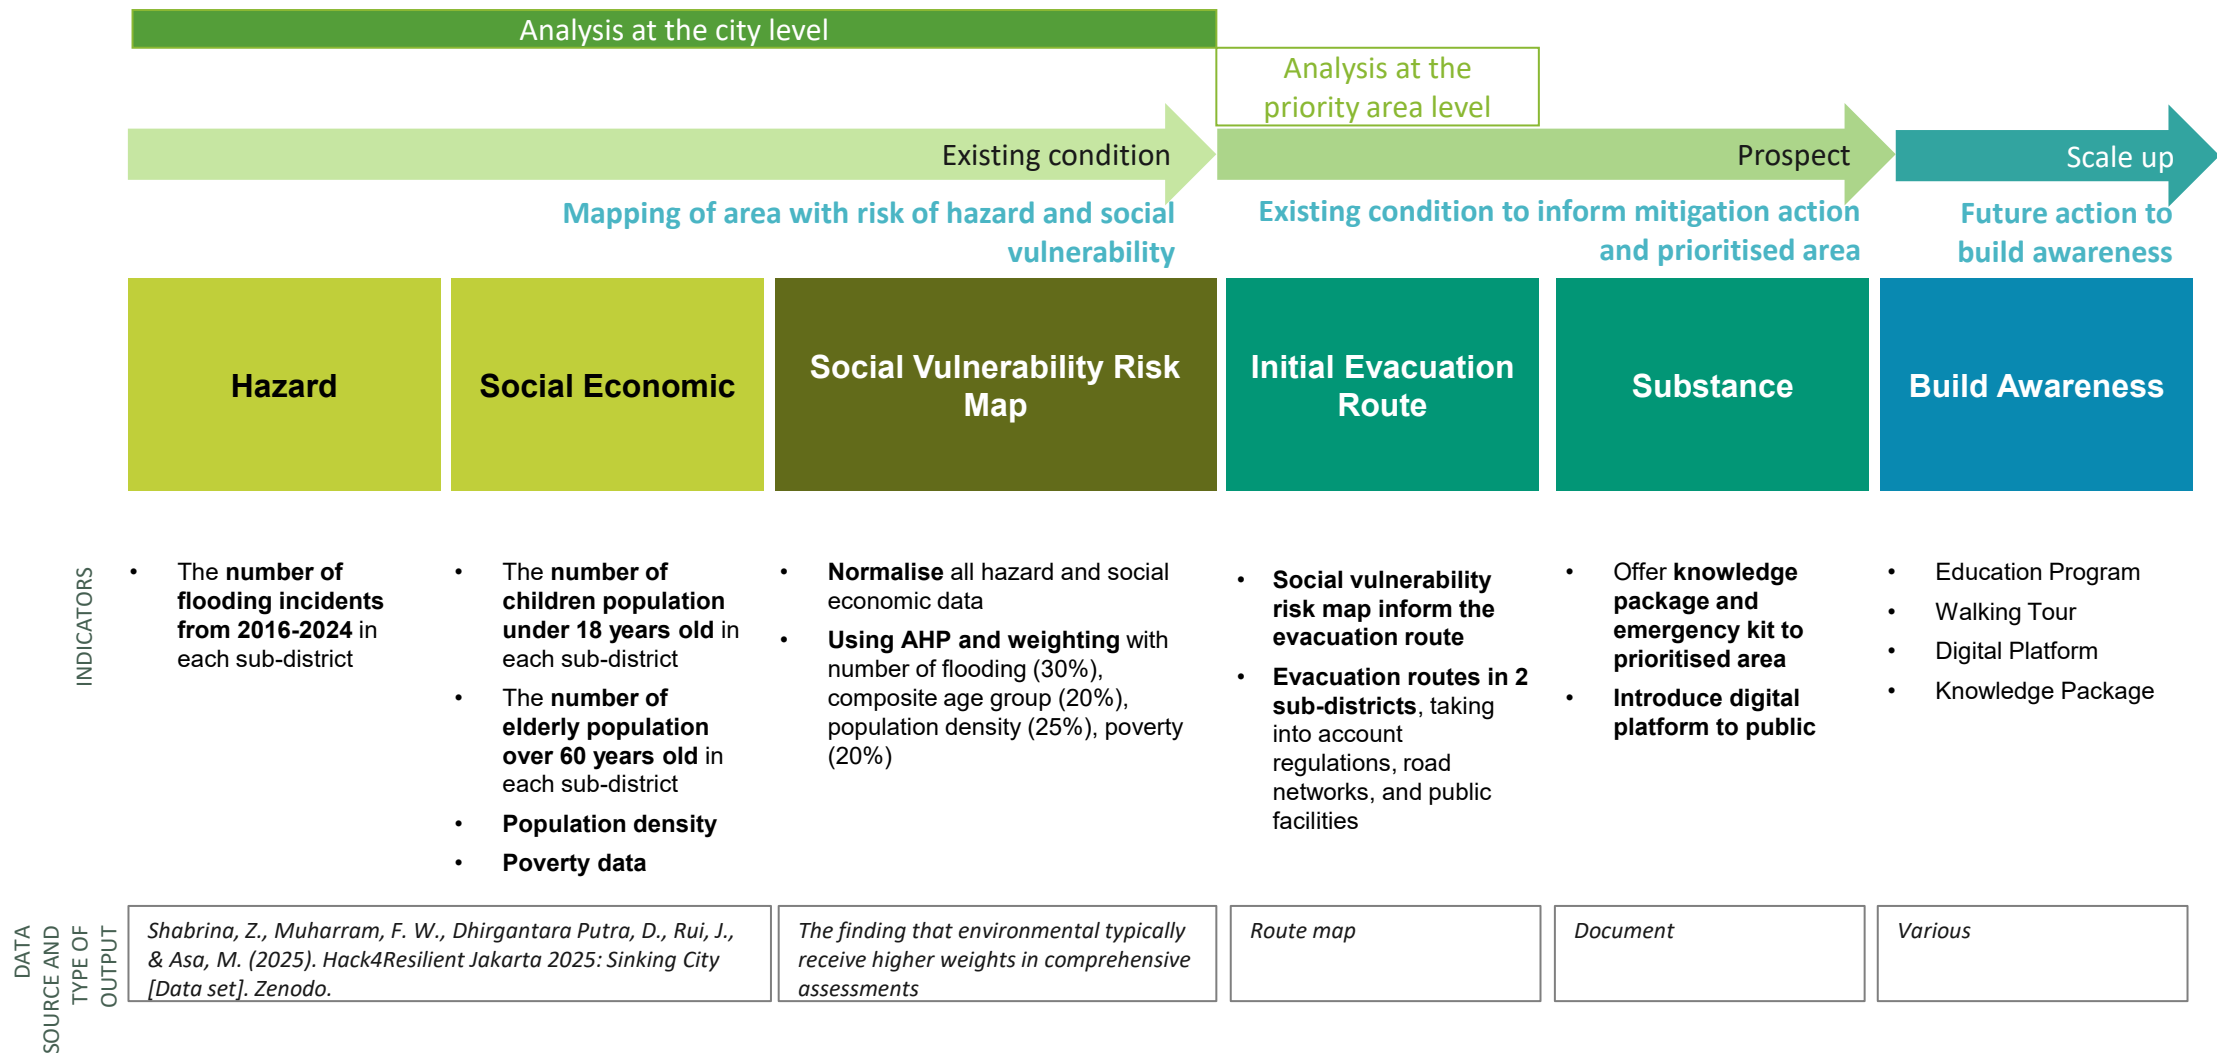 Analysis at the city level
Analysis at the
priority area level
Existing condition
Prospect
Scale up
Mapping of area with risk of hazard and social
vulnerability
Existing condition to inform mitigation action
and prioritised area
Future action to
build awareness
Hazard
Social Economic
Social Vulnerability Risk
Map
Initial Evacuation
Route
Substance
Build Awareness
INDICATORS
• The number of
flooding incidents
from 2016-2024 in
each sub-district
• The number of
children population
under 18 years old in
each sub-district
• The number of
elderly population
over 60 years old in
each sub-district
• Population density
• Poverty data
• Normalise all hazard and social
economic data
• Using AHP and weighting with
number of flooding (30%),
composite age group (20%),
population density (25%), poverty
(20%)
• Social vulnerability
risk map inform the
evacuation route
• Evacuation routes in 2
sub-districts, taking
into account
regulations, road
networks, and public
facilities
• Offer knowledge
package and
emergency kit to
prioritised area
• Introduce digital
platform to public
• Education Program
• Walking Tour
• Digital Platform
• Knowledge Package
DATA
SOURCE AND
TYPE OF
OUTPUT
Shabrina, Z., Muharram, F. W., Dhirgantara Putra, D., Rui, J.,
& Asa, M. (2025). Hack4Resilient Jakarta 2025: Sinking City
[Data set]. Zenodo.
The finding that environmental typically
receive higher weights in comprehensive
assessments
Route map
Document
Various